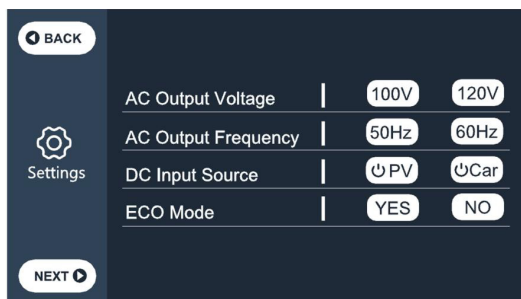 BACK
AC Output Voltage 100V 120V
AC Output Frequency 50Hz 60Hz
Settings
DC Input Source PV Car
ECO Mode YES NO
NEXT